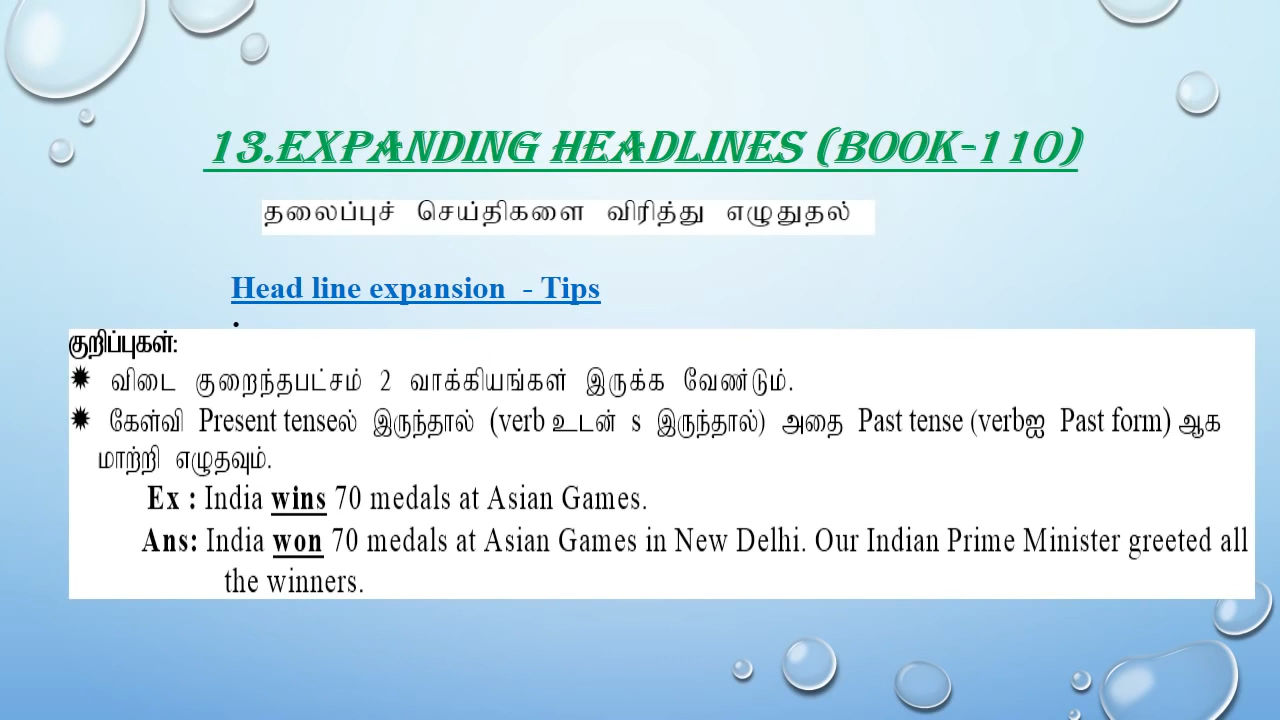 13.EXPANDING HEADLINES (BOOK-110)
தலைப்புச் செய்திகளை விரித்து எழுதுதல்
Head line expansion - Tips
:
குறிப்புகள்:
✹ விடை குறைந்தபட்சம் 2 வாக்கியங்கள் இருக்க வேண்டும்.
✹ கேள்வி Present tenseல் இருந்தால் (verb உடன் s இருந்தால்) அதை Past tense (verbஐ Past form) ஆக
மாற்றி எழுதவும்.
Ex : India wins 70 medals at Asian Games.
Ans: India won 70 medals at Asian Games in New Delhi. Our Indian Prime Minister greeted all
the winners.